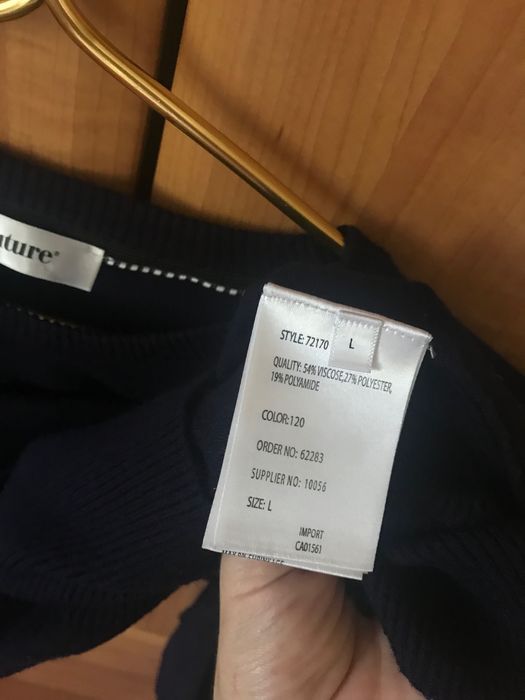 ture®
STYLE: 72170
L
QUALITY: 54% VISCOSE,27% POLYESTER,
19% POLYAMIDE
COLOR:120
ORDER NO: 62283
SUPPLIER NO: 10056
SIZE: L
IMPORT
CA01561